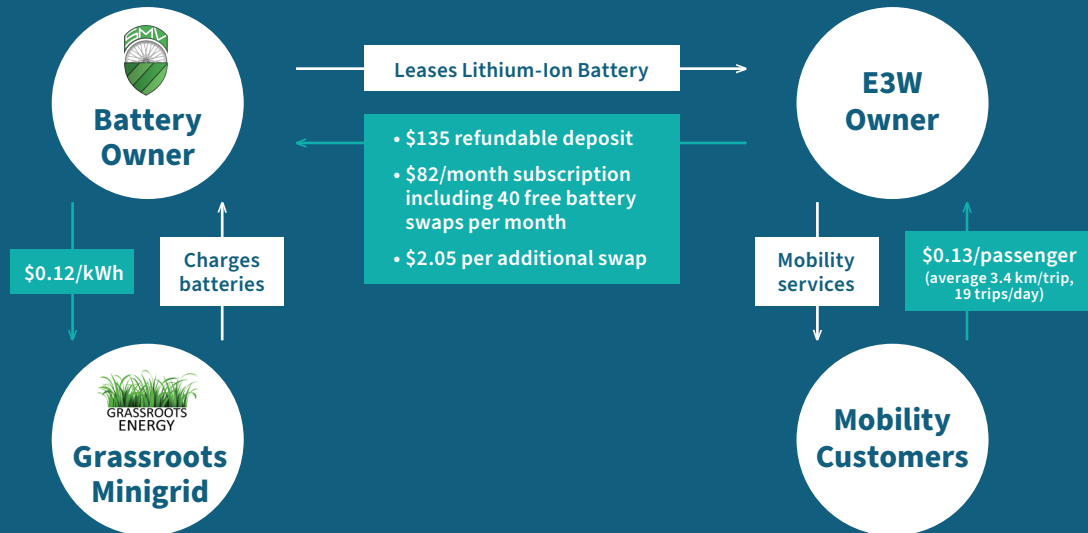 SMV
Battery
Owner
Leases Lithium-Ion Battery
E3W
Owner
• $135 refundable deposit
• $82/month subscription
including 40 free battery
swaps per month
• $2.05 per additional swap
$0.12/kWh
Charges
batteries
Mobility
services
$0.13/passenger
(average 3.4 km/trip,
19 trips/day)
GRASSROOTS
ENERGY
Grassroots
Minigrid
Mobility
Customers